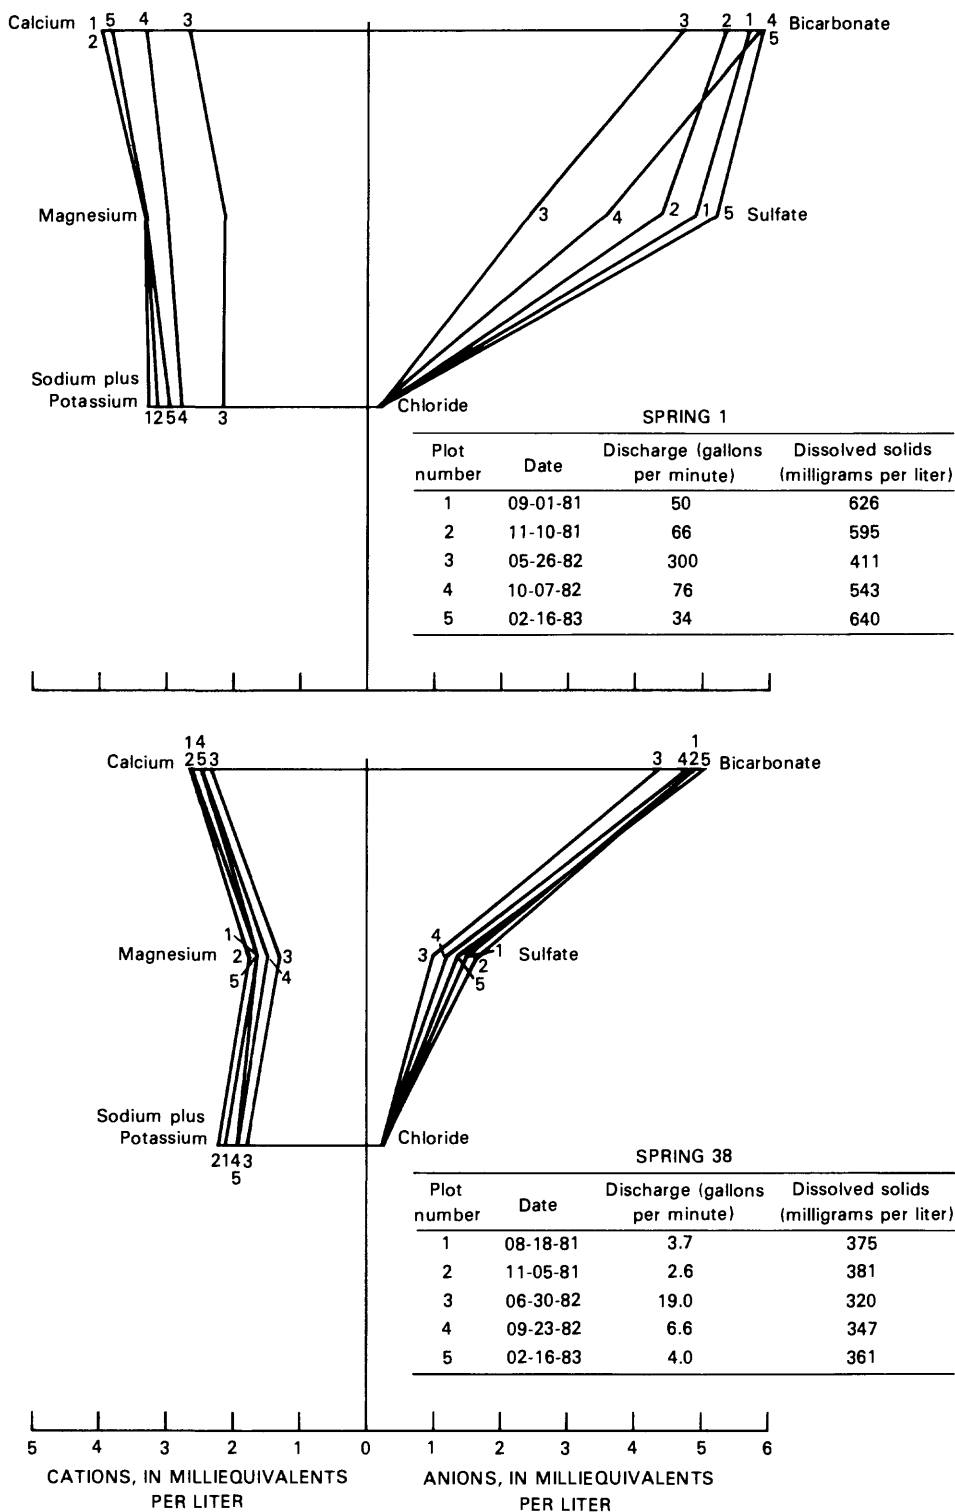 1 5 4 3 3 2 1 4
Calcium Bicarbonate
2 5
Magnesium 3 4 2 1 5 Sulfate
Sodium plus
Potassium Chloride
1 2 5 4 3
SPRING 1
Plot number Date Discharge (gallons per minute) Dissolved solids (milligrams per liter)
1 09-01-81 50 626
2 11-10-81 66 595
3 05-26-82 300 411
4 10-07-82 76 543
5 02-16-83 34 640
1 4 1
Calcium 2 5 3 3 4 2 5 Bicarbonate
1 4
Magnesium 2 3 3 1 Sulfate
5 4 2
5
Sodium plus
Potassium Chloride
2 1 4 3
5
SPRING 38
Plot number Date Discharge (gallons per minute) Dissolved solids (milligrams per liter)
1 08-18-81 3.7 375
2 11-05-81 2.6 381
3 06-30-82 19.0 320
4 09-23-82 6.6 347
5 02-16-83 4.0 361
5 4 3 2 1 0 1 2 3 4 5 6
CATIONS, IN MILLIEQUIVALENTS
PER LITER
ANIONS, IN MILLIEQUIVALENTS
PER LITER